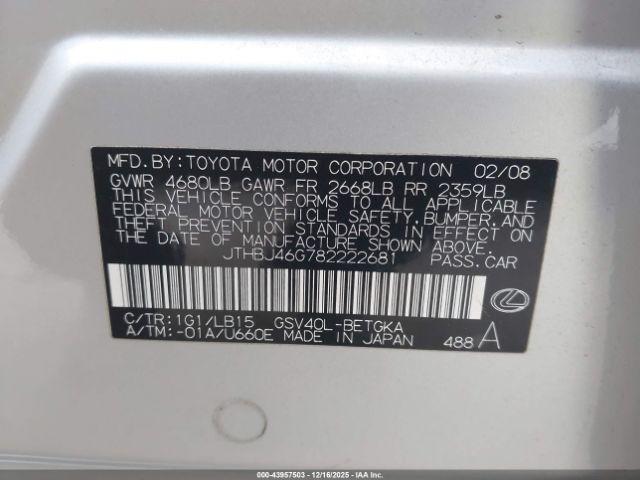 MFD.BY:TOYOTA MOTOR CORPORATION 02/08
GVWR 4680LB GAWR FR 2668LB RR 2359LB
THIS VEHICLE CONFORMS TO ALL APPLICABLE
FEDERAL MOTOR VEHICLE SAFETY,BUMPER,AND
THEFT PREVENTION STANDARDS IN EFFECT ON
THE DATE OF MANUFACTURE SHOWN ABOVE.
JTHBJ46G782222681 PASS.CAR
C/TR:1G1/LB15 GSV40L-BETGKA
A/TM:-01A/U660E MADE IN JAPAN 488 A
000-43957503 - 12/16/2025 - IAAI.COM